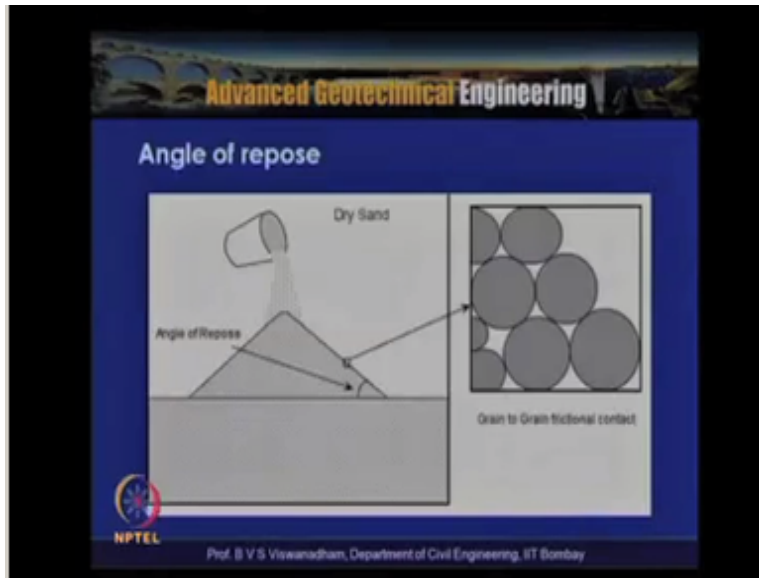 Advanced Geotechnical Engineering
Angle of repose
Dry Sand
Angle of Repose
Grain to Grain frictional contact
NPTEL
Prof. B V S Viswanadham, Department of Civil Engineering, IIT Bombay